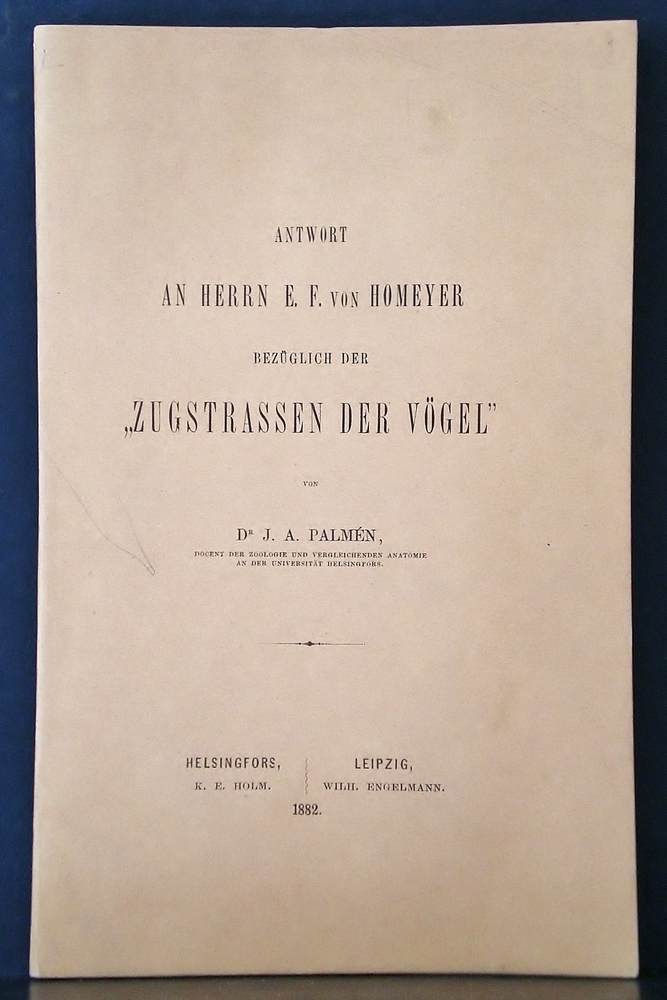 ANTWORT
AN HERRN E. F. VON HOMEYER
BEZÜGLICH DER
„ZUGSTRASSEN DER VÖGEL”
VON
DR J. A. PALMÉN,
DOCENT DER ZOOLOGIE UND VERGLEICHENDEN ANATOMIE
AN DER UNIVERSITÄT HELSINGFORS.
HELSINGFORS, LEIPZIG,
K. E. HOLM. WILH. ENGELMANN.
1882.